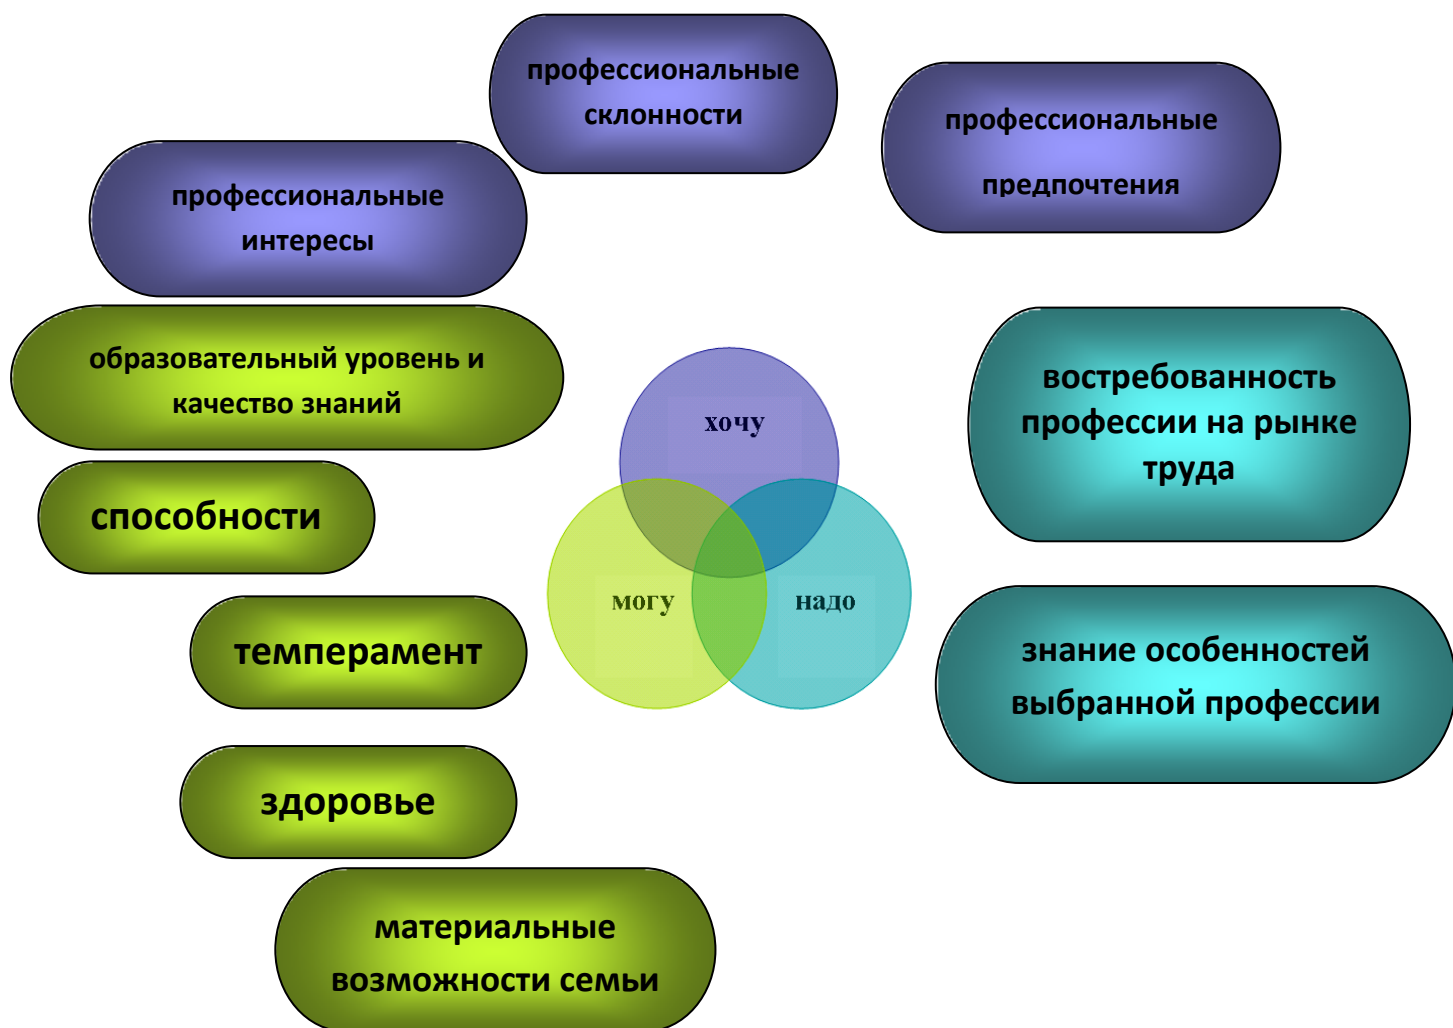 профессиональные
склонности
профессиональные
предпочтения
профессиональные
интересы
образовательный уровень и
качество знаний
способности
темперамент
здоровье
материальные
возможности семьи
хочу
могу
надо
востребованность
профессии на рынке
труда
знание особенностей
выбранной профессии